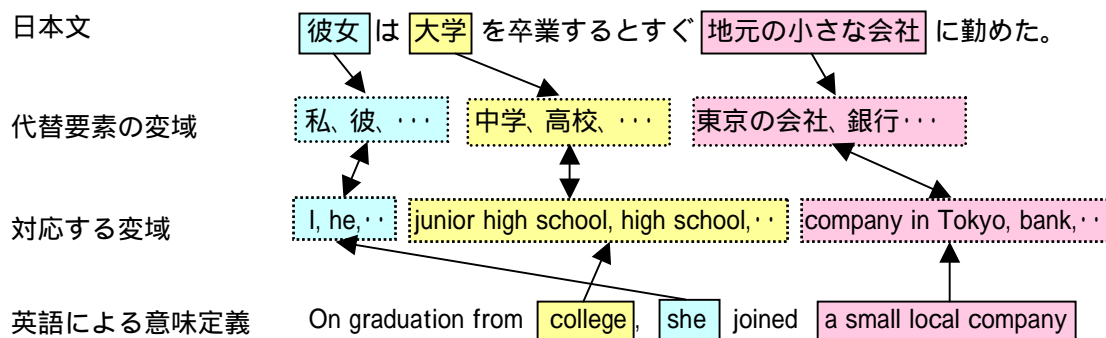 日本文 彼女 は 大学 を卒業するとすぐ 地元の小さな会社 に勤めた。
代替要素の変域 私、彼、··· 中学、高校、··· 東京の会社、銀行···
対応する変域 I, he,·· junior high school, high school,·· company in Tokyo, bank,··
英語による意味定義 On graduation from college, she joined a small local company